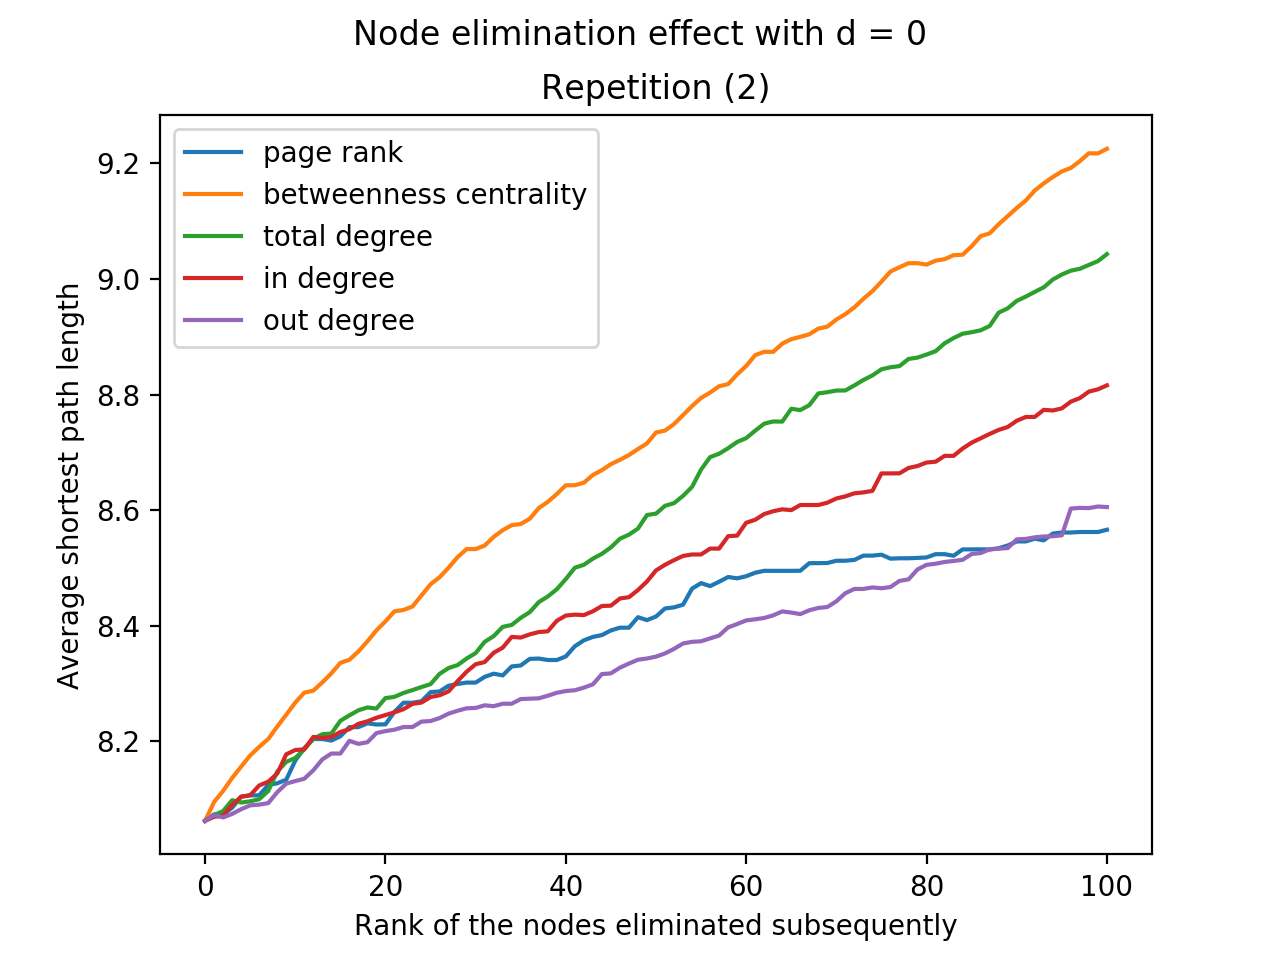 Node elimination effect with d = 0
Repetition (2)
page rank
betweenness centrality
total degree
in degree
out degree
Average shortest path length
9.2
9.0
8.8
8.6
8.4
8.2
0 20 40 60 80 100
Rank of the nodes eliminated subsequently